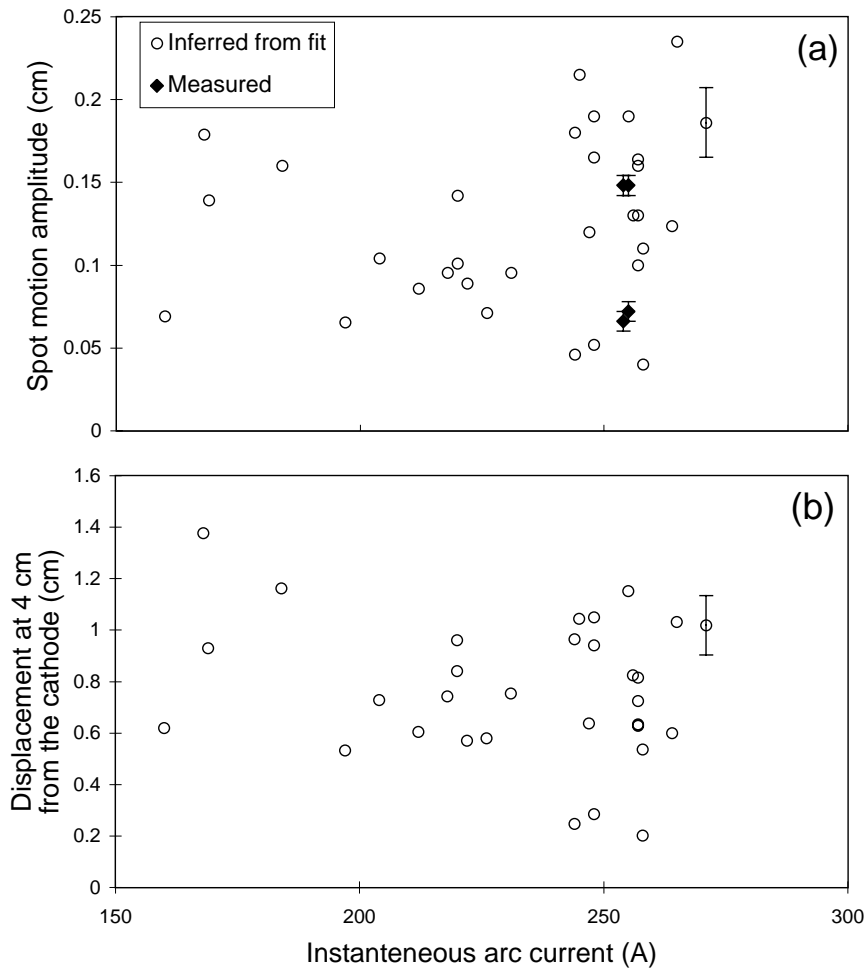 0.25
Inferred from fit
(a)
Measured
0.2
0.15
0.1
0.05
0
Spot motion amplitude (cm)
1.6
(b)
1.4
1.2
1
0.8
0.6
0.4
0.2
0
Displacement at 4 cm
from the cathode (cm)
150
200
250
300
Instanteneous arc current (A)